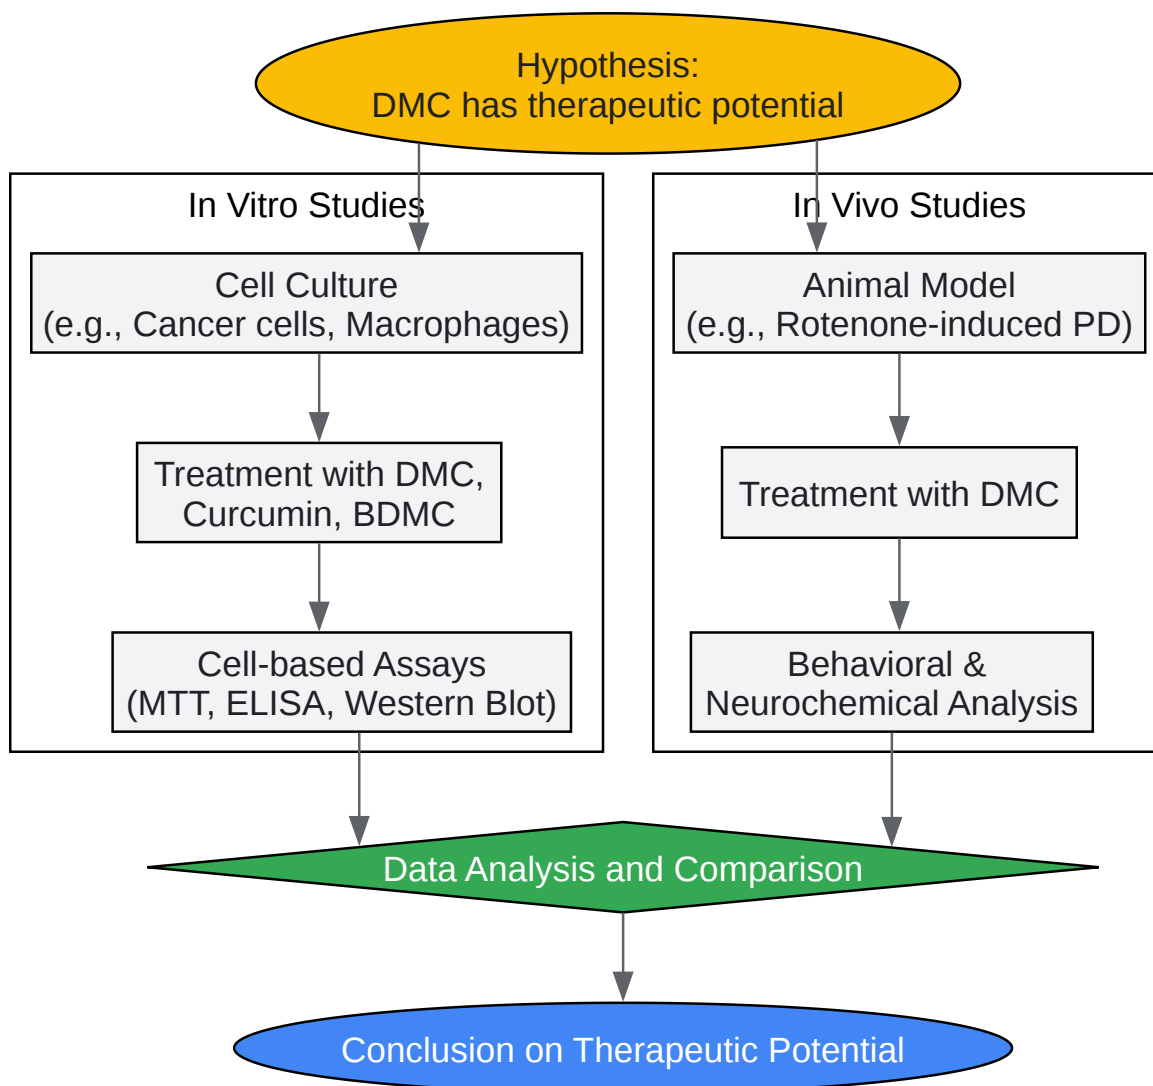 Hypothesis:
DMC has therapeutic potential
In Vitro Studies
Cell Culture
(e.g., Cancer cells, Macrophages)
Treatment with DMC,
Curcumin, BDMC
Cell-based Assays
(MTT, ELISA, Western Blot)
In Vivo Studies
Animal Model
(e.g., Rotenone-induced PD)
Treatment with DMC
Behavioral &
Neurochemical Analysis
Data Analysis and Comparison
Conclusion on Therapeutic Potential